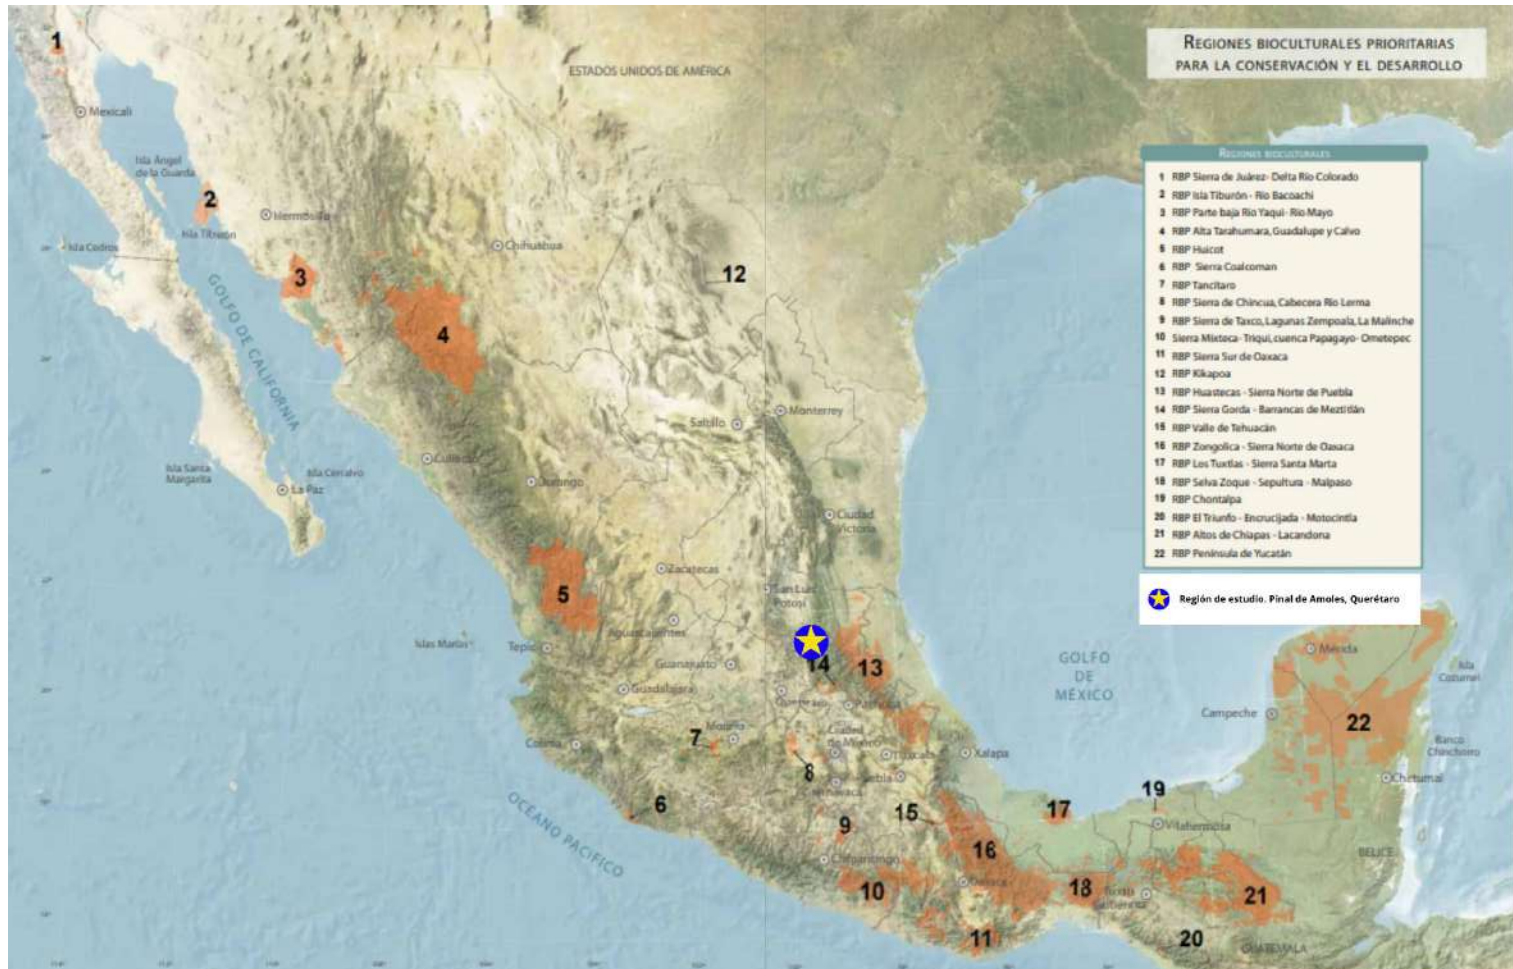 REGIONES BIOCULTURALES PRIORITARIAS
PARA LA CONSERVACIÓN Y EL DESARROLLO
ESTADOS UNIDOS DE AMÉRICA
REGIONES BIOCULTURALES
1 RBP Sierra de Juárez- Delta Río Colorado
2 RBP Isla Tiburón - Río Bacoachi
3 RBP Parte baja Río Yaqui- Río Mayo
4 RBP Alta Tarahumara, Guadalupe y Calvo
5 RBP Huicot
6 RBP Sierra Coalcoman
7 RBP Tancítaro
8 RBP Sierra de Chincua, Cabecera Río Lerma
9 RBP Sierra de Taxco, Lagunas Zempoala, La Malinche
10 Sierra Mixteca- Triqui, cuenca Papagayo- Ometepec
11 RBP Sierra Sur de Oaxaca
12 RBP Kikapoa
13 RBP Huastecas - Sierra Norte de Puebla
14 RBP Sierra Gorda - Barrancas de Meztitlán
15 RBP Valle de Tehuacán
16 RBP Zongolica - Sierra Norte de Oaxaca
17 RBP Los Tuxtlas - Sierra Santa Marta
18 RBP Selva Zoque - Sepultura - Malpaso
19 RBP Chontalpa
20 RBP El Triunfo - Encrucijada - Motocintla
21 RBP Altos de Chiapas - Lacandona
22 RBP Península de Yucatán
Región de estudio. Pinal de Amoles, Querétaro
1
Mexicali
Isla Ángel
de la Guarda
2
Hermosillo
Isla Tiburón
Isla Cedros
Chihuahua
3
12
GOLFO DE CALIFORNIA
4
Monterrey
Saltillo
Culiacán
Isla Santa
Margarita
Isla Cerralvo
La Paz
Durango
Ciudad
Victoria
Zacatecas
San Luis
Potosí
5
Aguascalientes
Islas Marías
Tepic
Guanajuato
14
13
Guadalajara
Querétaro
Pachuca
GOLFO
DE
MÉXICO
Mérida
Isla
Cozumel
Campeche
22
Banco
Chinchorro
Chetumal
Colima
7
Morelia
Ciudad
de México
Tlaxcala
Xalapa
8
Puebla
Cuernavaca
6
OCÉANO PACÍFICO
9
15
17
19
Villahermosa
16
BELICE
Chilpancingo
10
Oaxaca
18
Tuxtla
Gutiérrez
21
11
20
GUATEMALA